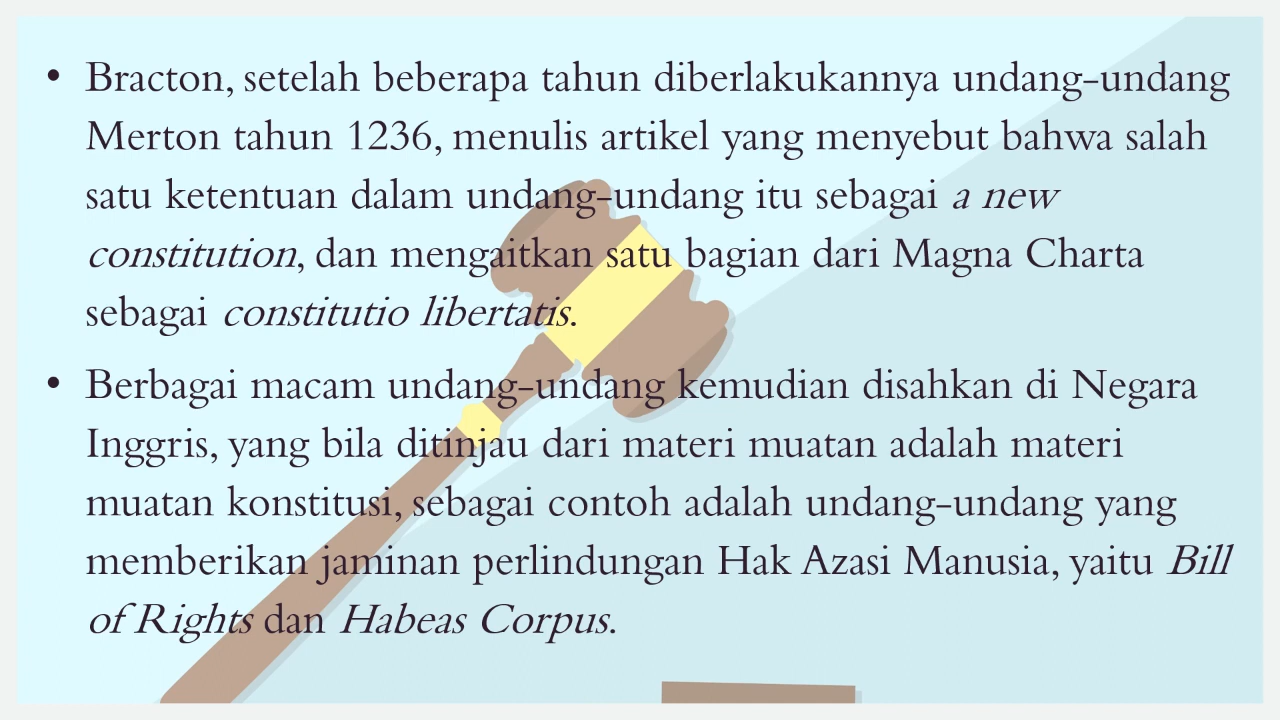 • Bracton, setelah beberapa tahun diberlakukannya undang-undang
Merton tahun 1236, menulis artikel yang menyebut bahwa salah
satu ketentuan dalam undang-undang itu sebagai a new
constitution, dan mengaitkan satu bagian dari Magna Charta
sebagai constitutio libertatis.
• Berbagai macam undang-undang kemudian disahkan di Negara
Inggris, yang bila ditinjau dari materi muatan adalah materi
muatan konstitusi, sebagai contoh adalah undang-undang yang
memberikan jaminan perlindungan Hak Azasi Manusia, yaitu Bill
of Rights dan Habeas Corpus.